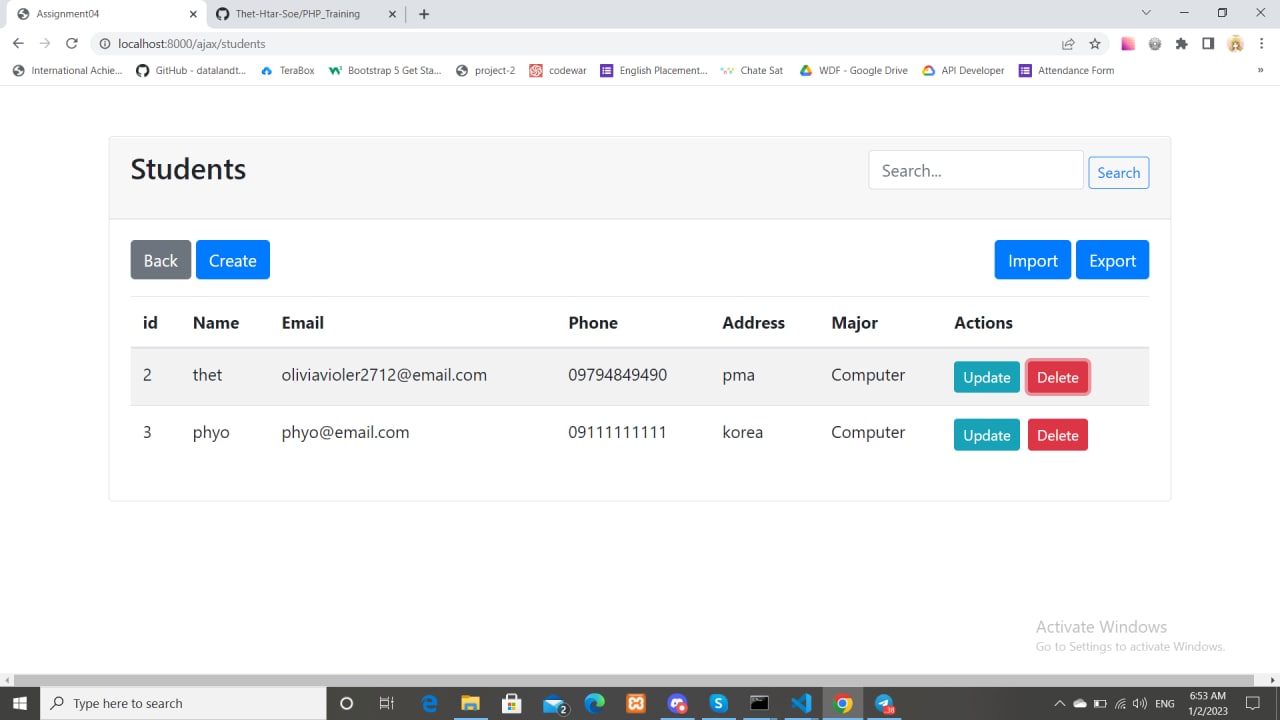 Assignment04
Thet-Htar-Soe/PHP_Training
localhost:8000/ajax/students
International Achie...
GitHub - datalandt...
TeraBox
Bootstrap 5 Get Sta...
project-2
codewar
English Placement...
Chate Sat
WDF - Google Drive
API Developer
Attendance Form
»
Students
Search...
Search
Back
Create
Import
Export
id Name Email Phone Address Major Actions
2 thet oliviavioler2712@email.com 09794849490 pma Computer Update Delete
3 phyo phyo@email.com 09111111111 korea Computer Update Delete
Activate Windows
Go to Settings to activate Windows.
Type here to search
2
38
ENG
6:53 AM
1/2/2023